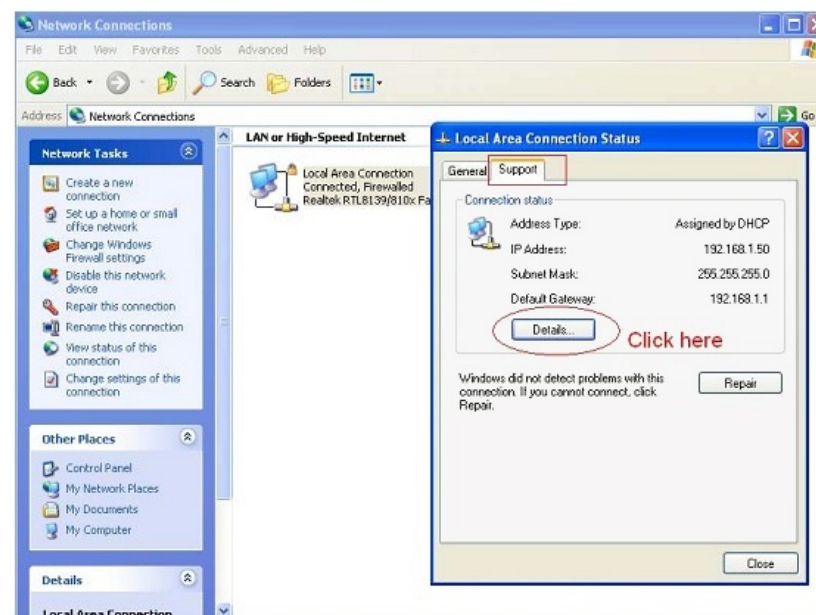 Network Connections
File Edit View Favorites Tools Advanced Help
Back Search Folders
Address Network Connections Go
Network Tasks
Create a new
connection
Set up a home or small
office network
Change Windows
Firewall settings
Disable this network
device
Repair this connection
Rename this connection
View status of this
connection
Change settings of this
connection
Other Places
Control Panel
My Network Places
My Documents
My Computer
Details
Local Area Connection
LAN or High-Speed Internet
Local Area Connection
Connected, Firewalled
Realtek RTL8139/810x Fa
Local Area Connection Status
General Support
Connection status
Address Type: Assigned by DHCP
IP Address: 192.168.1.50
Subnet Mask: 255.255.255.0
Default Gateway: 192.168.1.1
Details...
Click here
Windows did not detect problems with this
connection. If you cannot connect, click
Repair.
Repair
Close